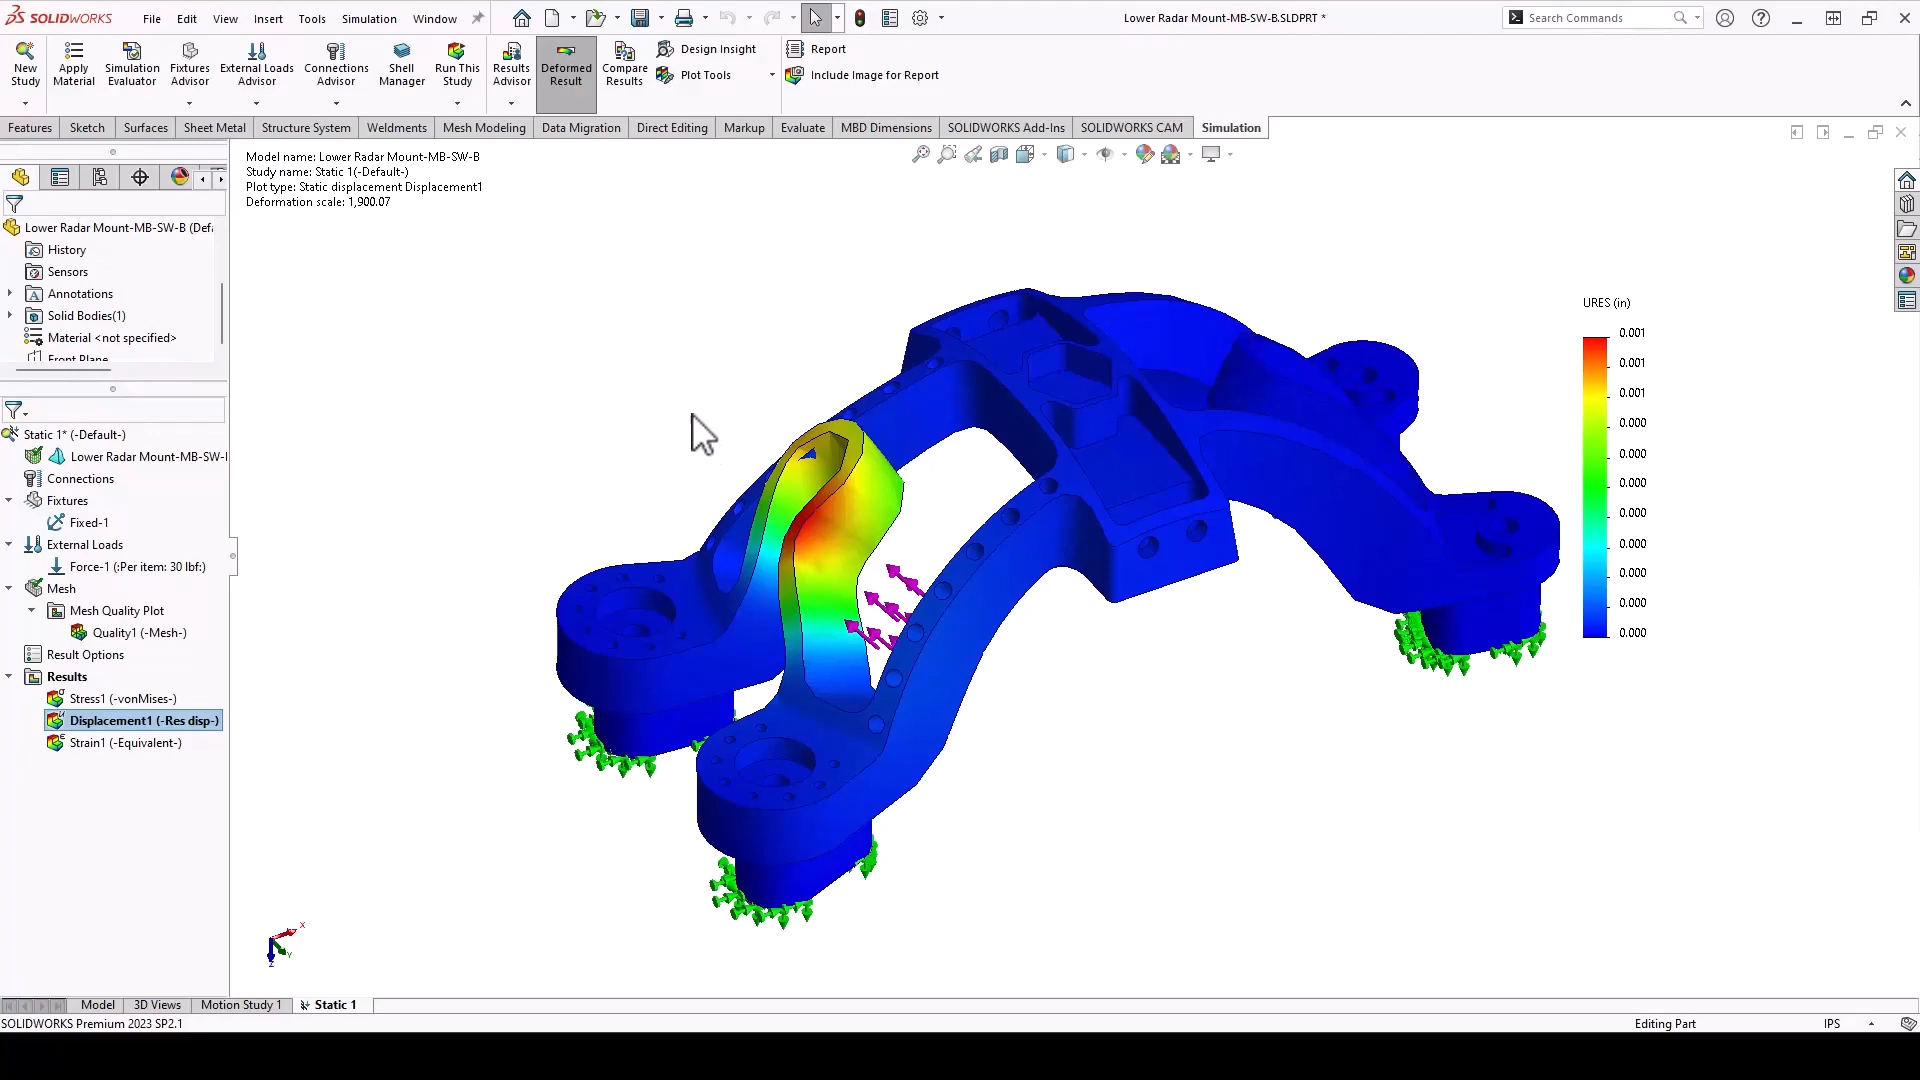 SOLIDWORKS File Edit View Insert Tools Simulation Window
Lower Radar Mount-MB-SW-B.SLDPRT *
Search Commands
New Study
Apply Material
Simulation Evaluator
Fixtures Advisor
External Loads Advisor
Connections Advisor
Shell Manager
Run This Study
Results Advisor
Deformed Result
Compare Results
Design Insight
Plot Tools
Report
Include Image for Report
Features Sketch Surfaces Sheet Metal Structure System Weldments Mesh Modeling Data Migration Direct Editing Markup Evaluate MBD Dimensions SOLIDWORKS Add-Ins SOLIDWORKS CAM Simulation
Model name: Lower Radar Mount-MB-SW-B
Study name: Static 1(-Default-)
Plot type: Static displacement Displacement1
Deformation scale: 1,900.07
Lower Radar Mount-MB-SW-B (Defa
History
Sensors
Annotations
Solid Bodies(1)
Material <not specified>
Front Plane
Static 1* (-Default-)
Lower Radar Mount-MB-SW-
Connections
Fixtures
Fixed-1
External Loads
Force-1 (:Per item: 30 lbf:)
Mesh
Mesh Quality Plot
Quality1 (-Mesh-)
Result Options
Results
Stress1 (-vonMises-)
Displacement1 (-Res disp-)
Strain1 (-Equivalent-)
URES (in)
0.001
0.001
0.001
0.000
0.000
0.000
0.000
0.000
0.000
0.000
0.000
X
Y
Z
Model 3D Views Motion Study 1 Static 1
SOLIDWORKS Premium 2023 SP2.1
Editing Part
IPS